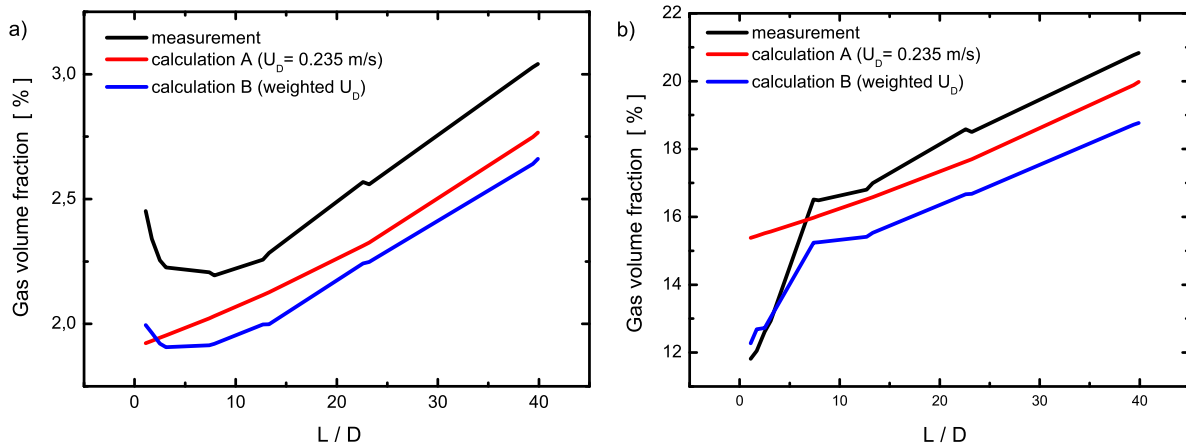 a)
measurement
calculation A (U_D= 0.235 m/s)
calculation B (weighted U_D)
Gas volume fraction [ % ]
3,0
2,5
2,0
0
10
20
30
40
L / D
b)
measurement
calculation A (U_D= 0.235 m/s)
calculation B (weighted U_D)
Gas volume fraction [ % ]
22
20
18
16
14
12
0
10
20
30
40
L / D